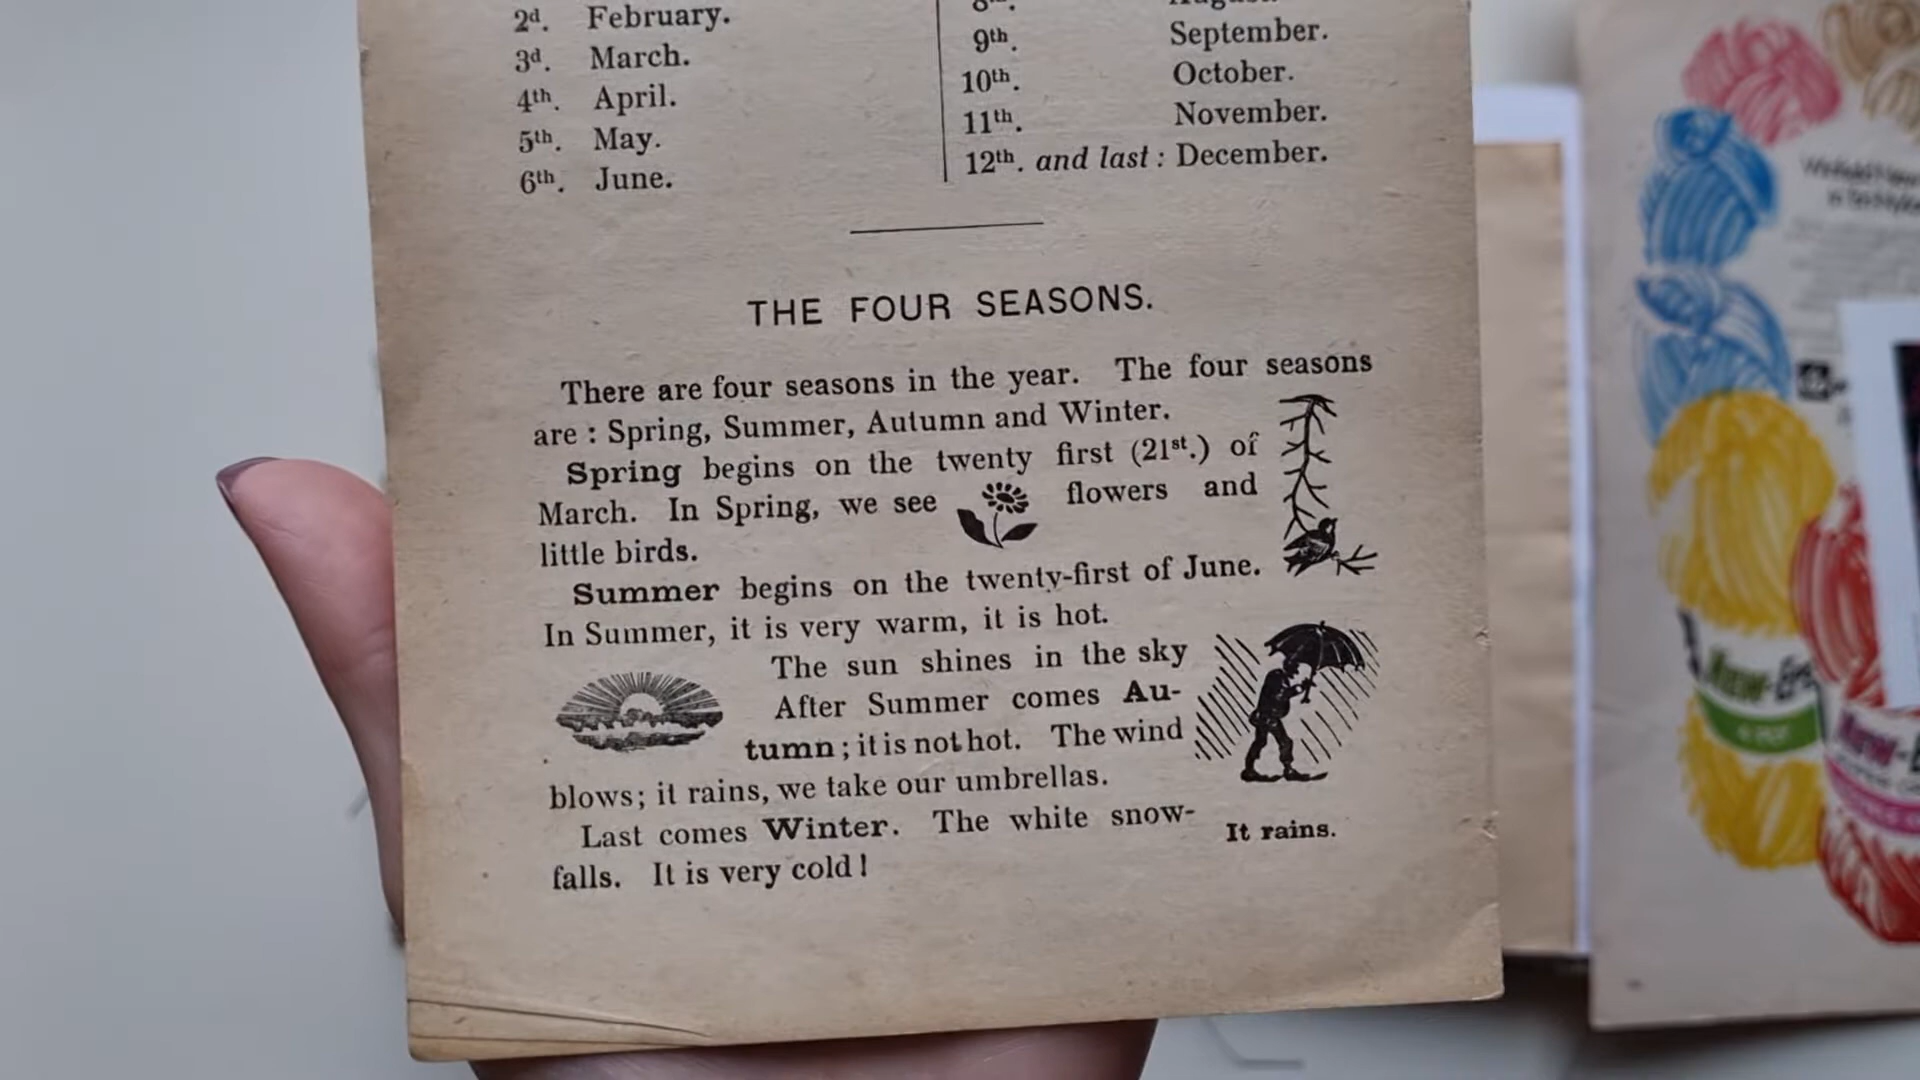 2d. February.
3d. March.
4th. April.
5th. May.
6th. June.
9th. September.
10th. October.
11th. November.
12th. and last : December.
THE FOUR SEASONS.
There are four seasons in the year. The four seasons
are : Spring, Summer, Autumn and Winter.
Spring begins on the twenty first (21st.) of
March. In Spring, we see flowers and
little birds.
Summer begins on the twenty-first of June.
In Summer, it is very warm, it is hot.
The sun shines in the sky
After Summer comes Au-
tumn ; it is not hot. The wind
blows; it rains, we take our umbrellas.
Last comes Winter. The white snow-
falls. It is very cold !
It rains.